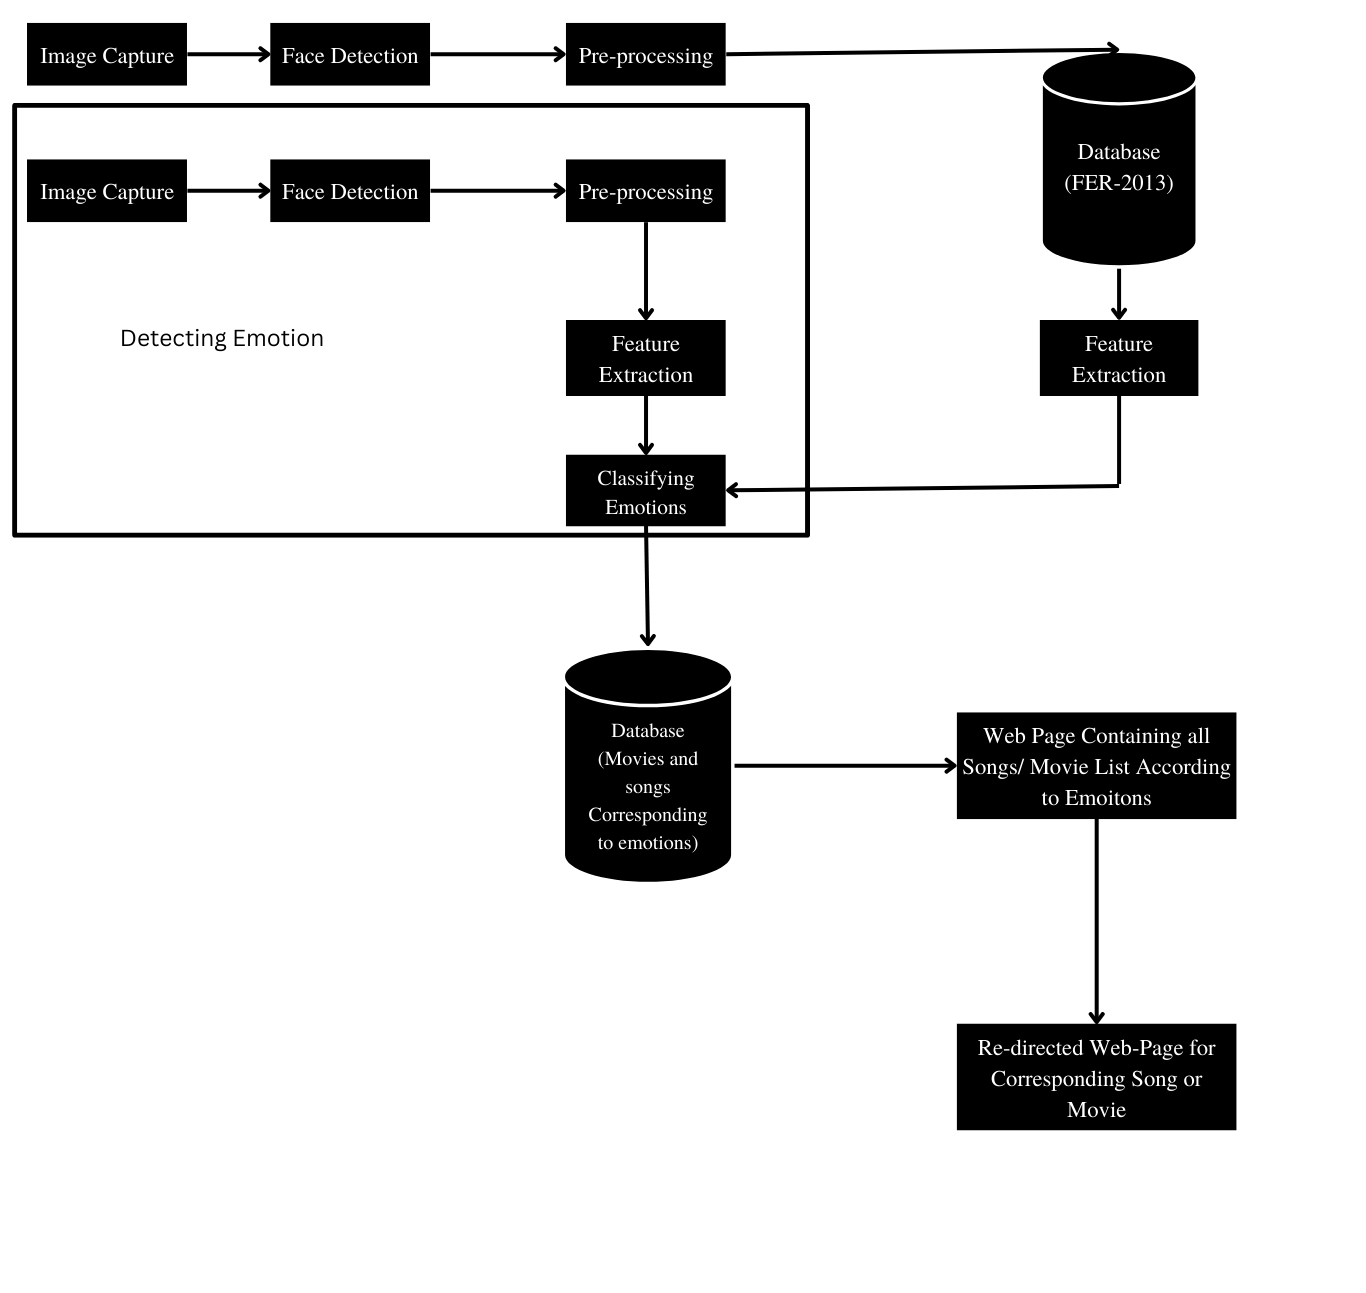 Image Capture
Face Detection
Pre-processing
Database
(FER-2013)
Image Capture
Face Detection
Pre-processing
Detecting Emotion
Feature
Extraction
Feature
Extraction
Classifying
Emotions
Database
(Movies and
songs
Corresponding
to emotions)
Web Page Containing all
Songs/ Movie List According
to Emoitons
Re-directed Web-Page for
Corresponding Song or
Movie